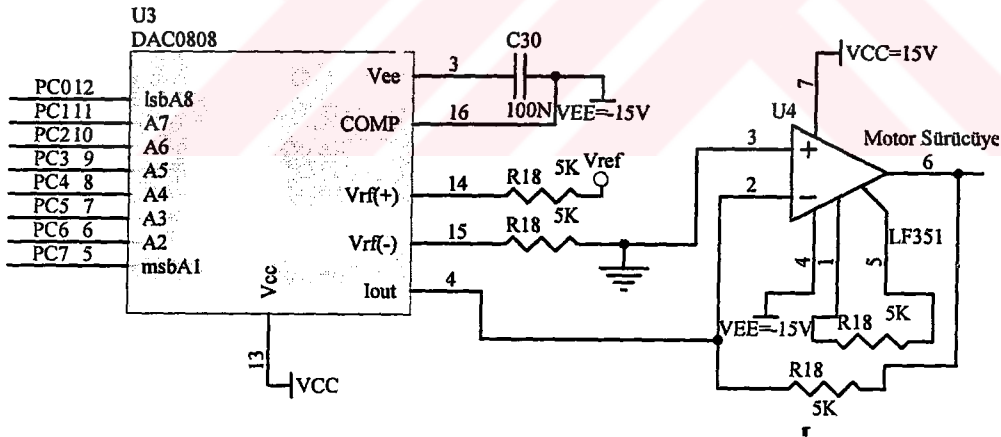 U3
DAC0808
PC0 12 lsbA8
PC1 11 A7
PC2 10 A6
PC3 9 A5
PC4 8 A4
PC5 7 A3
PC6 6 A2
PC7 5 msbA1
Vee 3
COMP 16
Vrf(+) 14
Vrf(-) 15
Iout 4
Vcc 13
VCC
C30
100N
VEE=-15V
R18 5K Vref
R18 5K
U4
VCC=15V
7
3 +
2 -
6
Motor Sürücüye
LF351
4 1 5
VEE=-15V
R18 5K
R18
5K